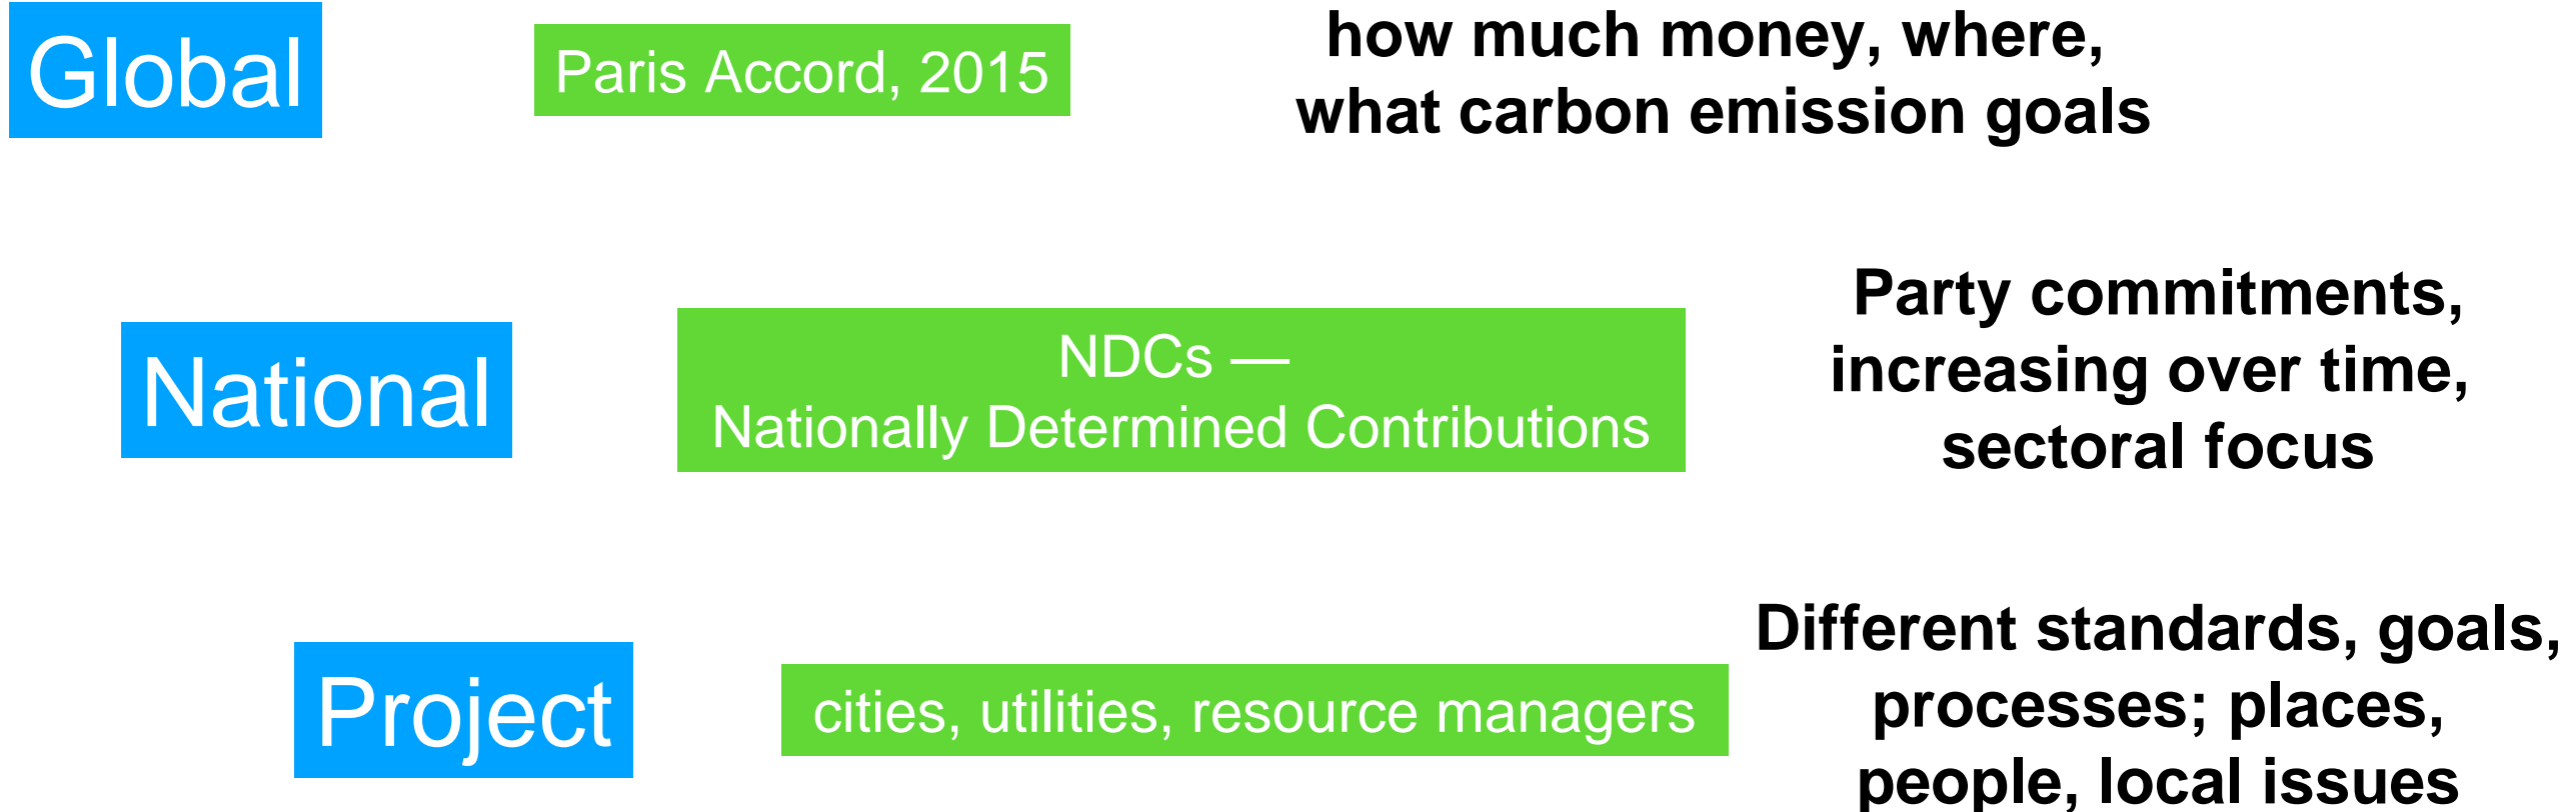 Global
Paris Accord, 2015
how much money, where,
what carbon emission goals
National
NDCs —
Nationally Determined Contributions
Party commitments,
increasing over time,
sectoral focus
Project
cities, utilities, resource managers
Different standards, goals,
processes; places,
people, local issues